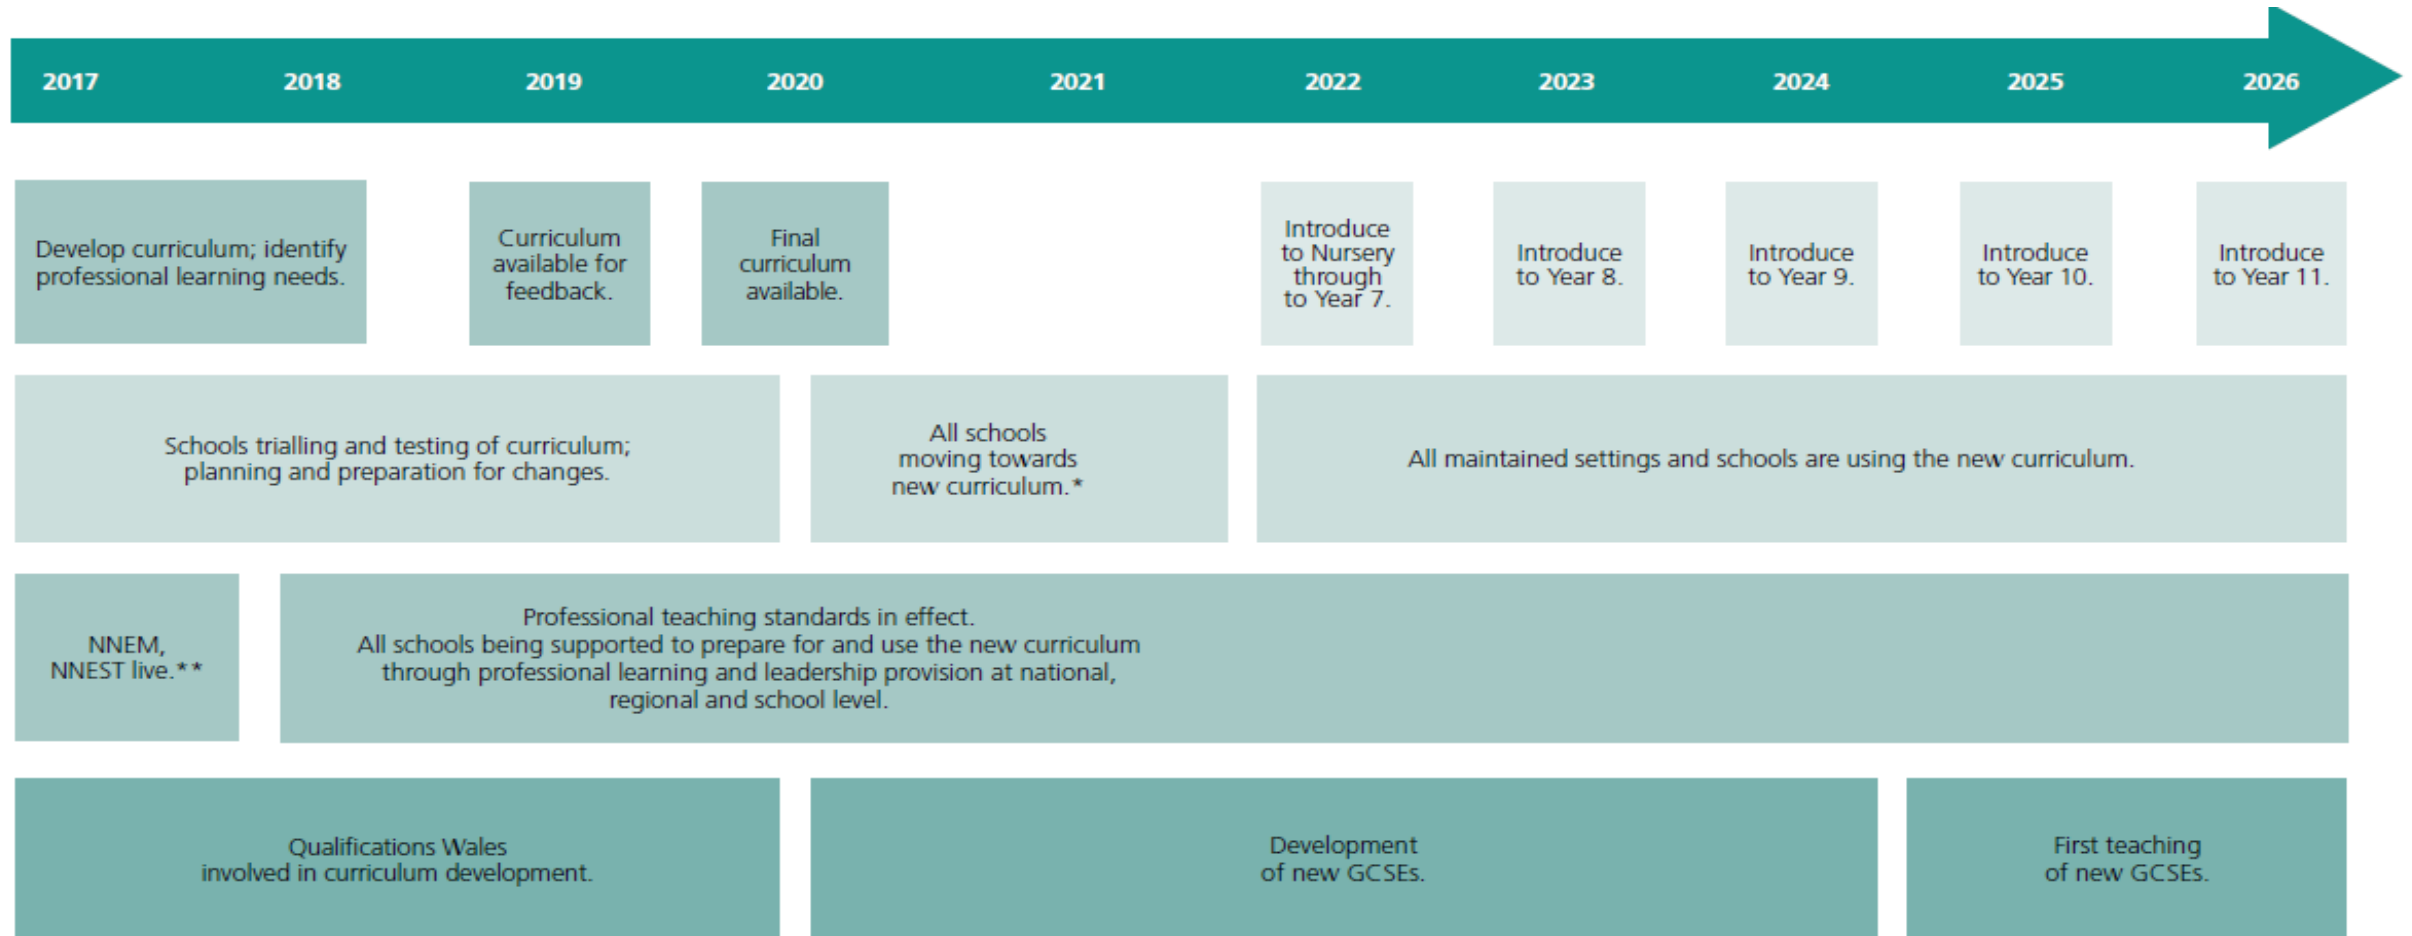 2017 2018 2019 2020 2021 2022 2023 2024 2025 2026
Develop curriculum; identify
professional learning needs.
Curriculum
available for
feedback.
Final
curriculum
available.
Introduce
to Nursery
through
to Year 7.
Introduce
to Year 8.
Introduce
to Year 9.
Introduce
to Year 10.
Introduce
to Year 11.
Schools trialling and testing of curriculum;
planning and preparation for changes.
All schools
moving towards
new curriculum.*
All maintained settings and schools are using the new curriculum.
NNEM,
NNEST live.**
Professional teaching standards in effect.
All schools being supported to prepare for and use the new curriculum
through professional learning and leadership provision at national,
regional and school level.
Qualifications Wales
involved in curriculum development.
Development
of new GCSEs.
First teaching
of new GCSEs.